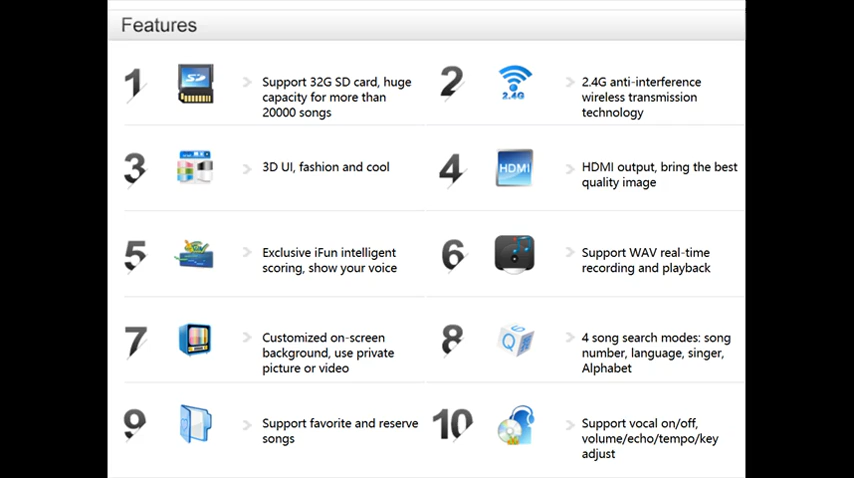 Features
1
Support 32G SD card, huge
capacity for more than
20000 songs
2
2.4G
2.4G anti-interference
wireless transmission
technology
3
3D UI, fashion and cool
4
HDMI
HDMI output, bring the best
quality image
5
Exclusive iFun intelligent
scoring, show your voice
6
Support WAV real-time
recording and playback
7
Customized on-screen
background, use private
picture or video
8
4 song search modes: song
number, language, singer,
Alphabet
9
Support favorite and reserve
songs
10
Support vocal on/off,
volume/echo/tempo/key
adjust